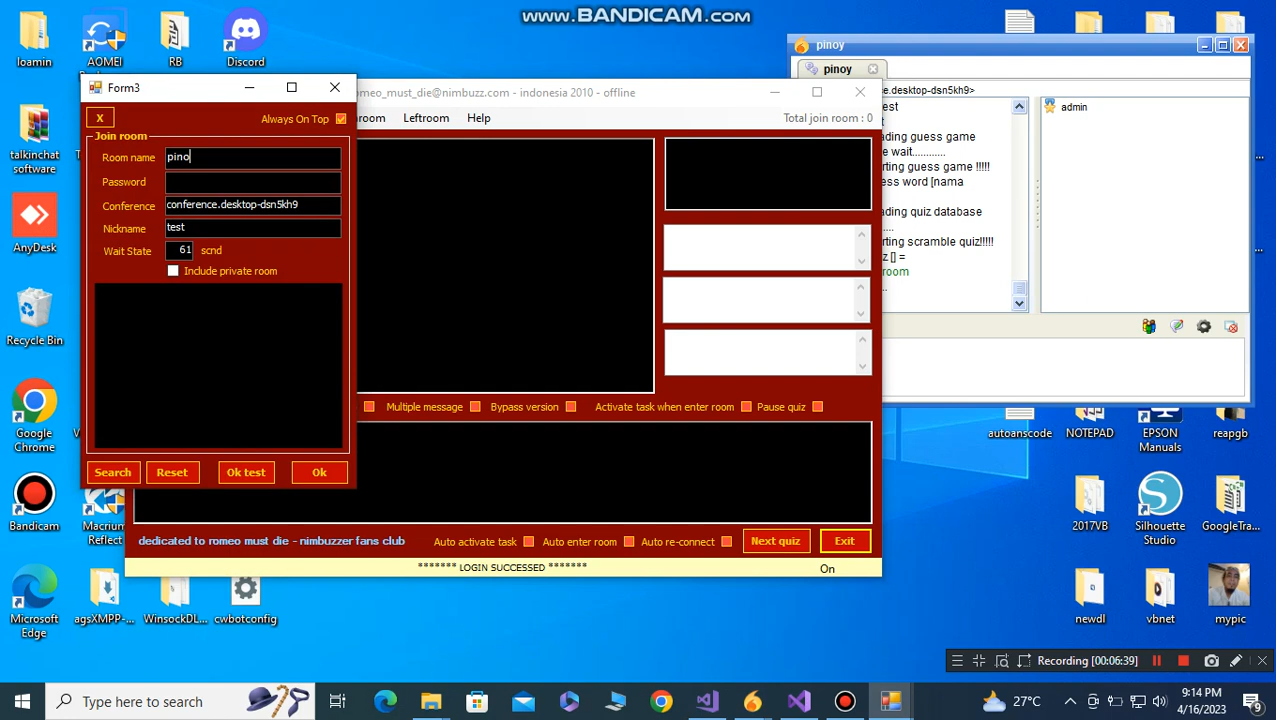 www.BANDICAM.com
loamin
AOMEI
RB
Discord
talkinchat
software
AnyDesk
Recycle Bin
Google
Chrome
Bandicam
Macrium
Reflect
Microsoft
Edge
agsXMPP-...
WinsockDL...
cwbotconfig
Form3
X
Always On Top
Join room
Room name
pino
Password
Conference
conference.desktop-dsn5kh9
Nickname
test
Wait State
61
scnd
Include private room
Search
Reset
Ok test
Ok
omeo_must_die@nimbuzz.com - indonesia 2010 - offline
room
Leftroom
Help
Total join room : 0
Multiple message
Bypass version
Activate task when enter room
Pause quiz
dedicated to romeo must die - nimbuzzer fans club
Auto activate task
Auto enter room
Auto re-connect
Next quiz
Exit
******* LOGIN SUCCESSED *******
On
pinoy
pinoy
e.desktop-dsn5kh9>
est
ading guess game
e wait............
rting guess game !!!!!
ess word [nama
ading quiz database
rting scramble quiz!!!!!
z [] =
room
admin
autoanscode
NOTEPAD
EPSON
Manuals
reapgb
2017VB
Silhouette
Studio
GoogleTra...
newdl
vbnet
mypic
Recording [00:06:39]
Type here to search
27°C
9:14 PM
4/16/2023
9